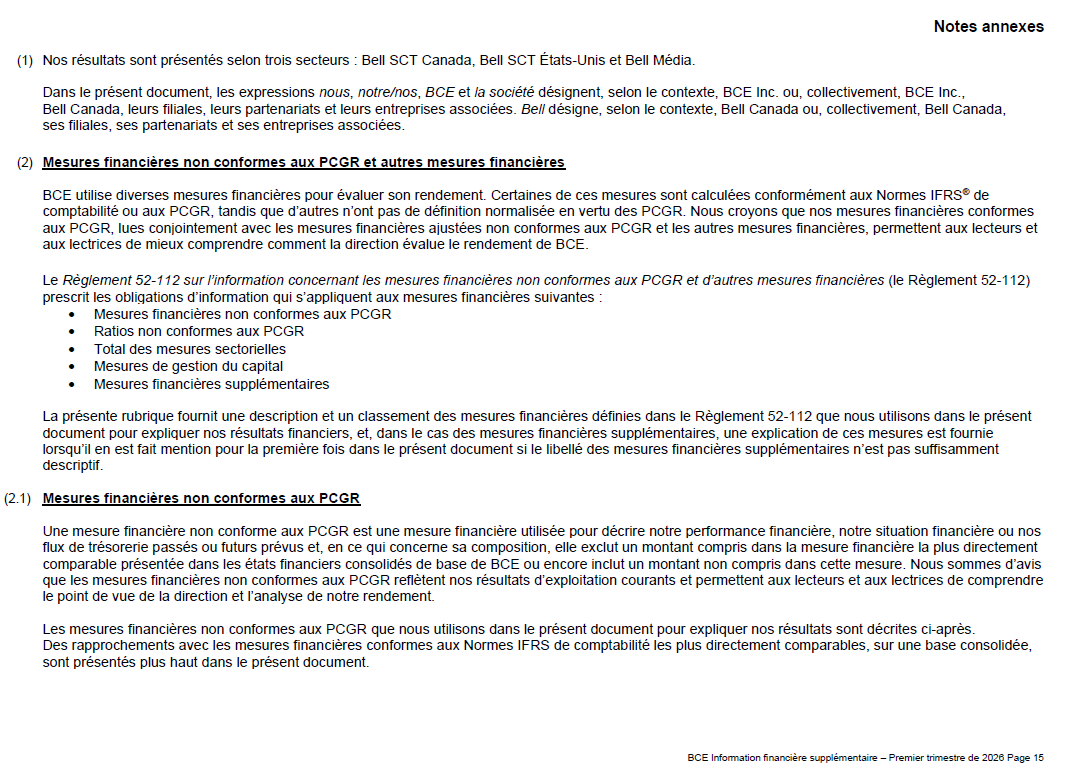 Notes annexes
(1) Nos résultats sont présentés selon trois secteurs : Bell SCT Canada, Bell SCT États-Unis et Bell Média.
Dans le présent document, les expressions nous, notre/nos, BCE et la société désignent, selon le contexte, BCE Inc. ou, collectivement, BCE Inc.,
Bell Canada, leurs filiales, leurs partenariats et leurs entreprises associées. Bell désigne, selon le contexte, Bell Canada ou, collectivement, Bell Canada,
ses filiales, ses partenariats et ses entreprises associées.
(2) Mesures financières non conformes aux PCGR et autres mesures financières
BCE utilise diverses mesures financières pour évaluer son rendement. Certaines de ces mesures sont calculées conformément aux Normes IFRS® de
comptabilité ou aux PCGR, tandis que d'autres n'ont pas de définition normalisée en vertu des PCGR. Nous croyons que nos mesures financières conformes
aux PCGR, lues conjointement avec les mesures financières ajustées non conformes aux PCGR et les autres mesures financières, permettent aux lecteurs et
aux lectrices de mieux comprendre comment la direction évalue le rendement de BCE.
Le Règlement 52-112 sur l'information concernant les mesures financières non conformes aux PCGR et d'autres mesures financières (le Règlement 52-112)
prescrit les obligations d'information qui s'appliquent aux mesures financières suivantes :
• Mesures financières non conformes aux PCGR
• Ratios non conformes aux PCGR
• Total des mesures sectorielles
• Mesures de gestion du capital
• Mesures financières supplémentaires
La présente rubrique fournit une description et un classement des mesures financières définies dans le Règlement 52-112 que nous utilisons dans le présent
document pour expliquer nos résultats financiers, et, dans le cas des mesures financières supplémentaires, une explication de ces mesures est fournie
lorsqu'il en est fait mention pour la première fois dans le présent document si le libellé des mesures financières supplémentaires n'est pas suffisamment
descriptif.
(2.1) Mesures financières non conformes aux PCGR
Une mesure financière non conforme aux PCGR est une mesure financière utilisée pour décrire notre performance financière, notre situation financière ou nos
flux de trésorerie passés ou futurs prévus et, en ce qui concerne sa composition, elle exclut un montant compris dans la mesure financière la plus directement
comparable présentée dans les états financiers consolidés de base de BCE ou encore inclut un montant non compris dans cette mesure. Nous sommes d'avis
que les mesures financières non conformes aux PCGR reflètent nos résultats d'exploitation courants et permettent aux lecteurs et aux lectrices de comprendre
le point de vue de la direction et l'analyse de notre rendement.
Les mesures financières non conformes aux PCGR que nous utilisons dans le présent document pour expliquer nos résultats sont décrites ci-après.
Des rapprochements avec les mesures financières conformes aux Normes IFRS de comptabilité les plus directement comparables, sur une base consolidée,
sont présentés plus haut dans le présent document.
BCE Information financière supplémentaire – Premier trimestre de 2026 Page 15